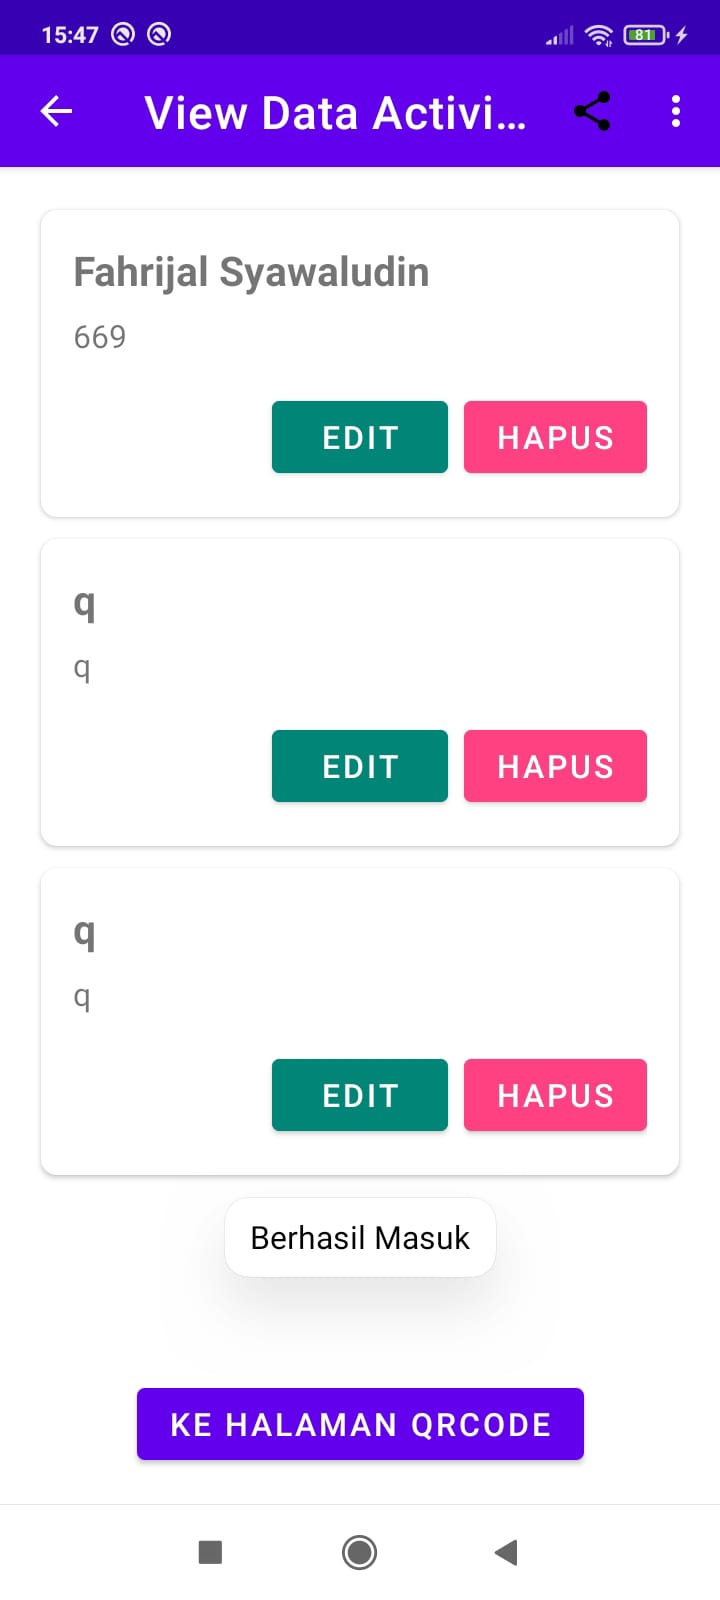 15:47
81
View Data Activi...
Fahrijal Syawaludin
669
EDIT HAPUS
q
q
EDIT HAPUS
q
q
EDIT HAPUS
Berhasil Masuk
KE HALAMAN QRCODE